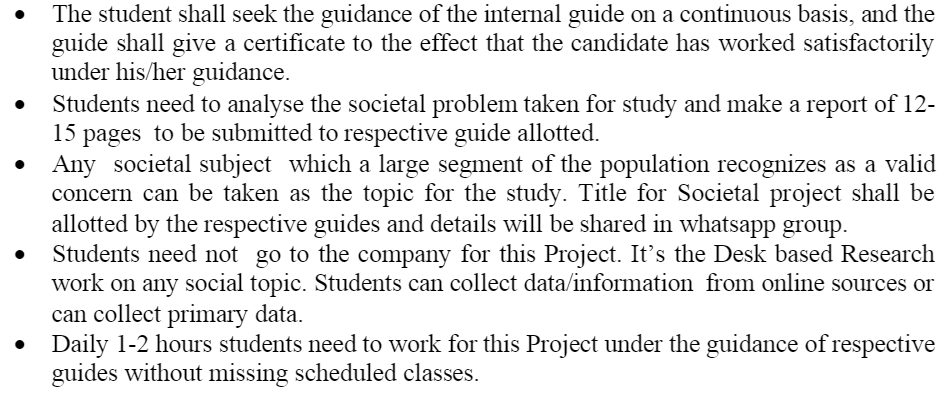 • The student shall seek the guidance of the internal guide on a continuous basis, and the
guide shall give a certificate to the effect that the candidate has worked satisfactorily
under his/her guidance.
• Students need to analyse the societal problem taken for study and make a report of 12-
15 pages to be submitted to respective guide allotted.
• Any societal subject which a large segment of the population recognizes as a valid
concern can be taken as the topic for the study. Title for Societal project shall be
allotted by the respective guides and details will be shared in whatsapp group.
• Students need not go to the company for this Project. It's the Desk based Research
work on any social topic. Students can collect data/information from online sources or
can collect primary data.
• Daily 1-2 hours students need to work for this Project under the guidance of respective
guides without missing scheduled classes.